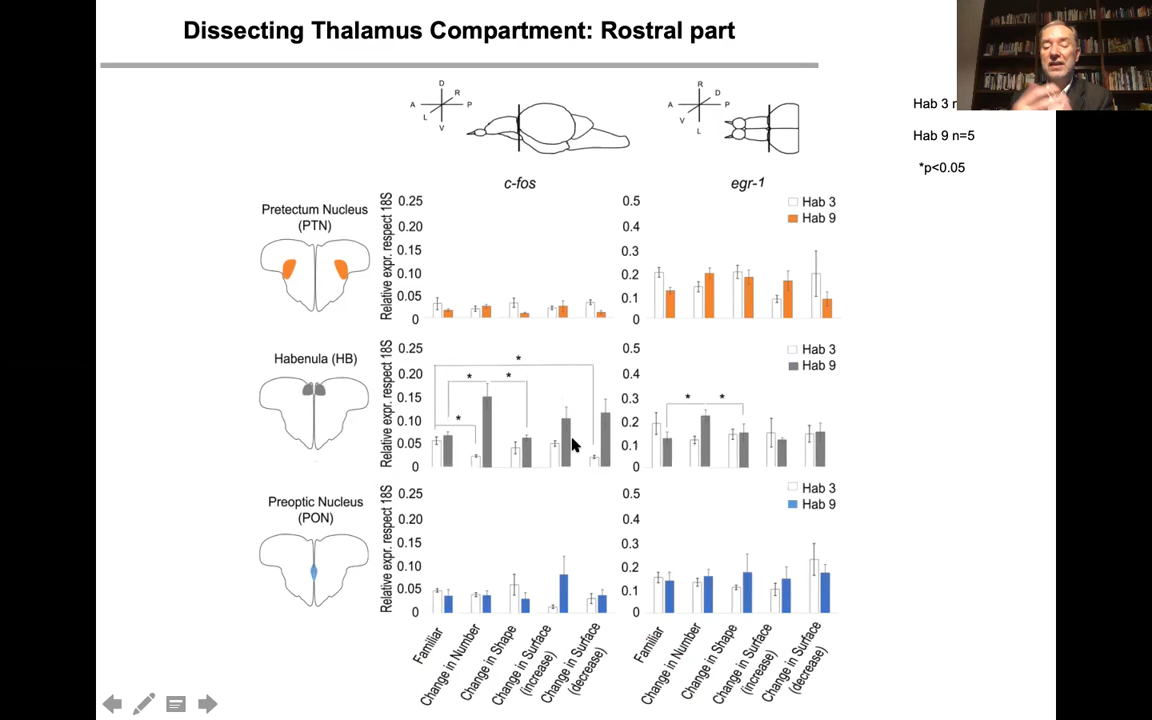 Dissecting Thalamus Compartment: Rostral part
Hab 3
Hab 9 n=5
*p<0.05
D
R
A
P
L
V
R
D
A
P
V
L
c-fos
egr-1
Pretectum Nucleus
(PTN)
Relative expr. respect 18S
0.25
0.20
0.15
0.10
0.05
0
0.5
0.4
0.3
0.2
0.1
0
Hab 3
Hab 9
Habenula (HB)
Relative expr. respect 18S
0.25
0.20
0.15
0.10
0.05
0
*
*
*
*
0.5
0.4
0.3
0.2
0.1
0
*
*
Hab 3
Hab 9
Preoptic Nucleus
(PON)
Relative expr. respect 18S
0.25
0.20
0.15
0.10
0.05
0
0.5
0.4
0.3
0.2
0.1
0
Hab 3
Hab 9
Familiar
Change in Number
Change in Shape
Change in Surface
(increase)
Change in Surface
(decrease)
Familiar
Change in Number
Change in Shape
Change in Surface
(increase)
Change in Surface
(decrease)